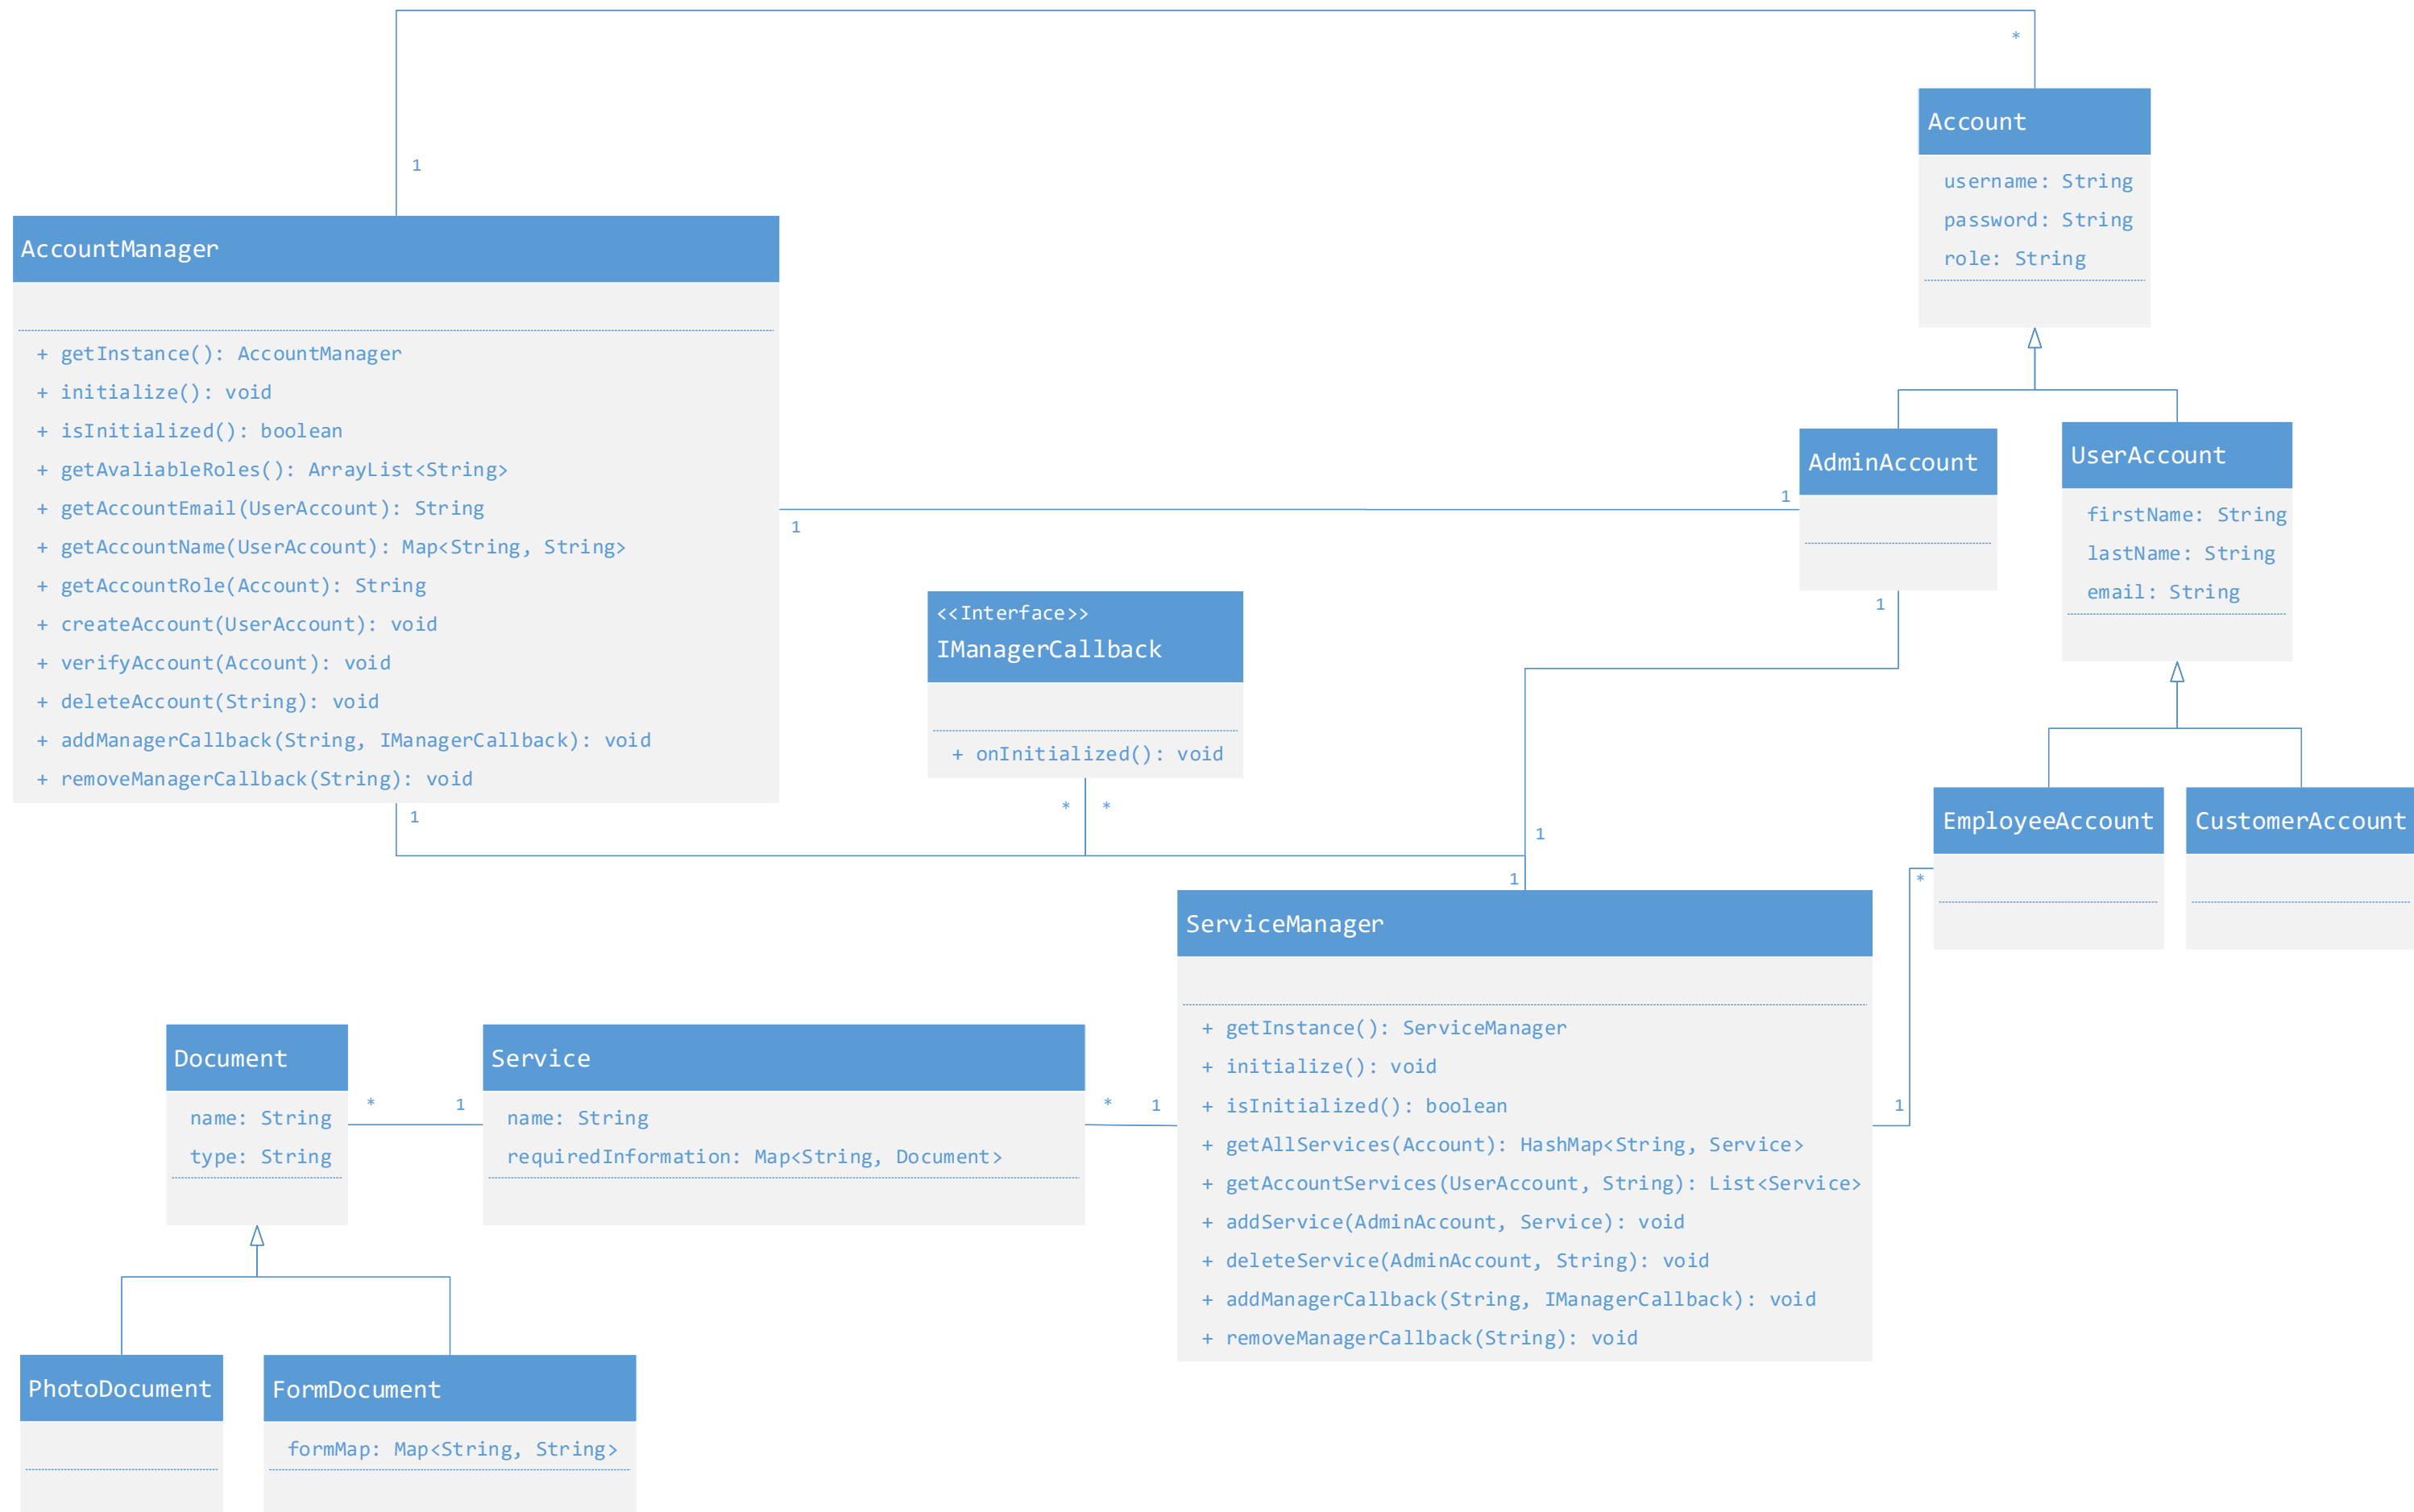 *
Account
username: String
password: String
role: String
1
AccountManager
+ getInstance(): AccountManager
+ initialize(): void
+ isInitialized(): boolean
+ getAvaliableRoles(): ArrayList<String>
+ getAccountEmail(UserAccount): String
+ getAccountName(UserAccount): Map<String, String>
+ getAccountRole(Account): String
+ createAccount(UserAccount): void
+ verifyAccount(Account): void
+ deleteAccount(String): void
+ addManagerCallback(String, IManagerCallback): void
+ removeManagerCallback(String): void
1
1
1
AdminAccount
1
UserAccount
firstName: String
lastName: String
email: String
<<Interface>>
IManagerCallback
+ onInitialized(): void
* *
1
1
EmployeeAccount
CustomerAccount
*
1
ServiceManager
+ getInstance(): ServiceManager
+ initialize(): void
+ isInitialized(): boolean
+ getAllServices(Account): HashMap<String, Service>
+ getAccountServices(UserAccount, String): List<Service>
+ addService(AdminAccount, Service): void
+ deleteService(AdminAccount, String): void
+ addManagerCallback(String, IManagerCallback): void
+ removeManagerCallback(String): void
Document
name: String
type: String
* 1
Service
name: String
requiredInformation: Map<String, Document>
* 1
PhotoDocument
FormDocument
formMap: Map<String, String>